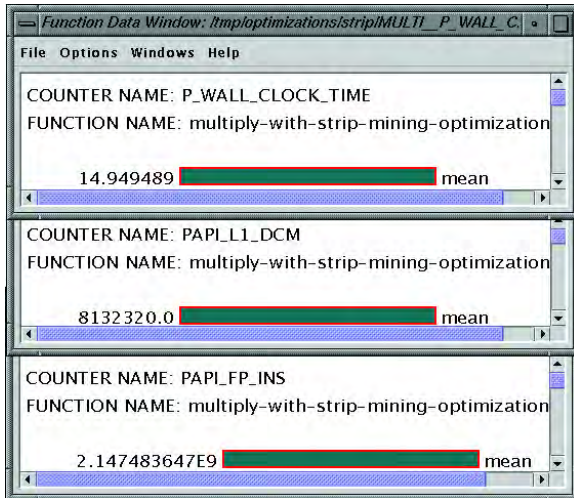 Function Data Window: /tmp/optimizations/strip/MULTI__P_WALL_C.
File Options Windows Help
COUNTER NAME: P_WALL_CLOCK_TIME
FUNCTION NAME: multiply-with-strip-mining-optimization
14.949489 mean
COUNTER NAME: PAPI_L1_DCM
FUNCTION NAME: multiply-with-strip-mining-optimization
8132320.0 mean
COUNTER NAME: PAPI_FP_INS
FUNCTION NAME: multiply-with-strip-mining-optimization
2.147483647E9 mean